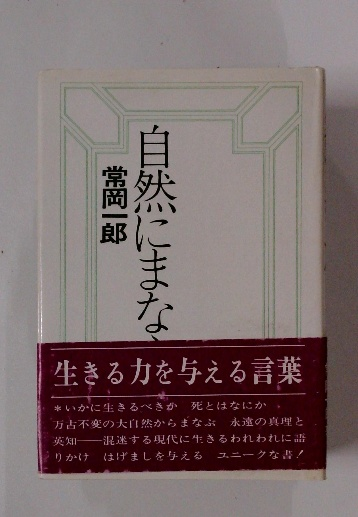 自然にまな
常岡一郎
生きる力を与える言葉
*いかに生きるべきか 死とはなにか
万古不変の大自然からまなぶ 永遠の真理と
英知――混迷する現代に生きるわれわれに語
りかけ はげましを与える ユニークな書!